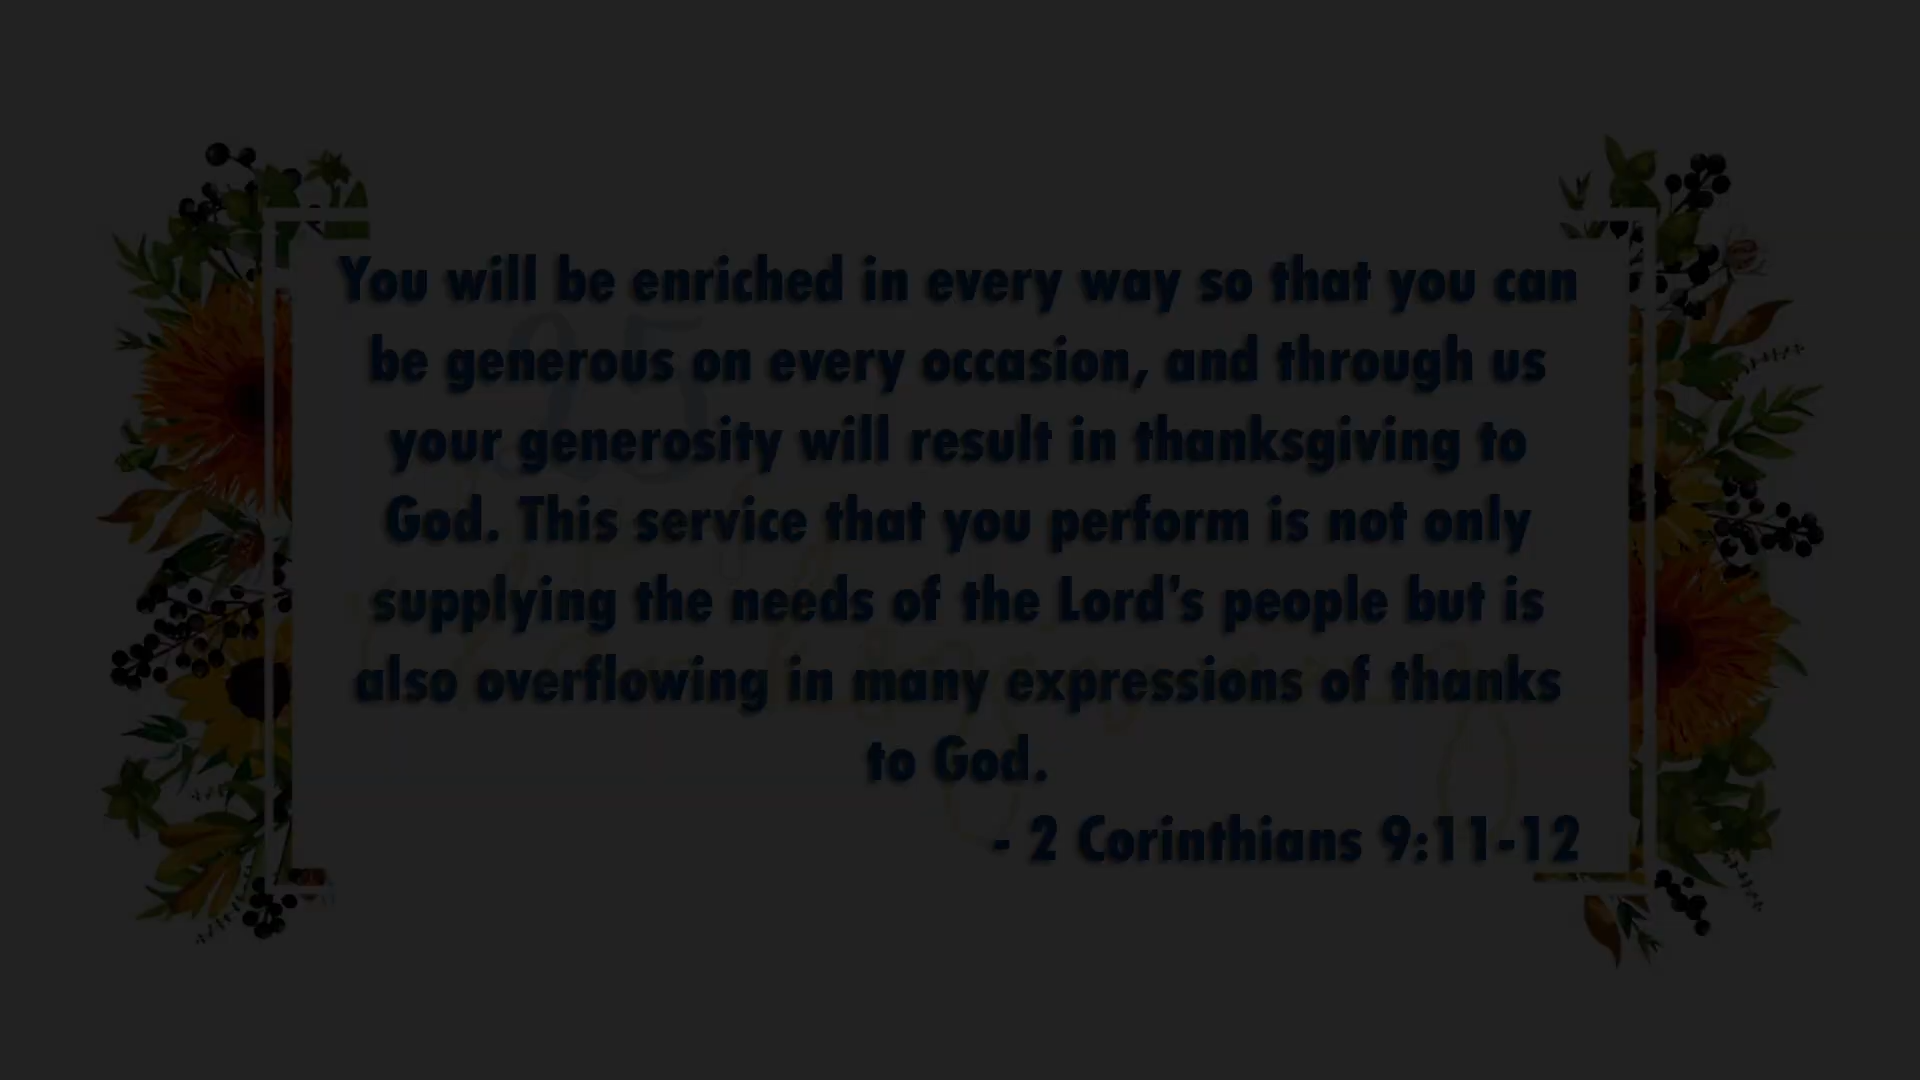 You will be enriched in every way so that you can
be generous on every occasion, and through us
your generosity will result in thanksgiving to
God. This service that you perform is not only
supplying the needs of the Lord's people but is
also overflowing in many expressions of thanks
to God.
- 2 Corinthians 9:11-12
25